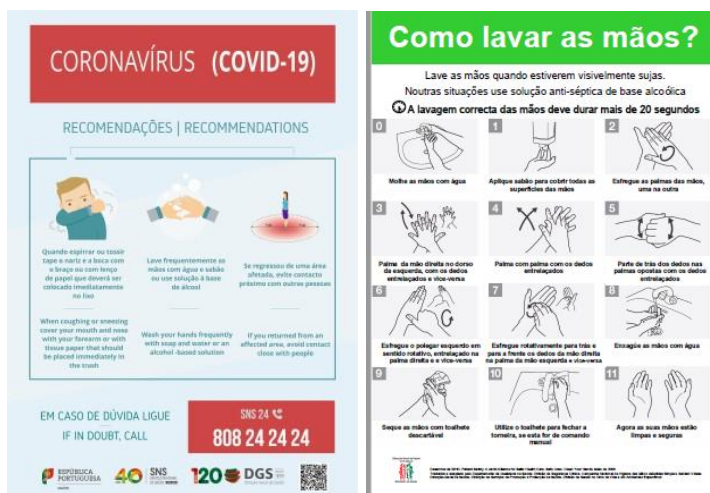 CORONAVÍRUS (COVID-19)
RECOMENDAÇÕES | RECOMMENDATIONS
Quando espirrar ou tossir
tape o nariz e a boca com
o braço ou com lenço
de papel que deverá ser
colocado imediatamente
no lixo
When coughing or sneezing
cover your mouth and nose
with your forearm or with
tissue paper that should
be placed immediately in
the trash
Lave frequentemente as
mãos com água e sabão
ou use solução à base
de álcool
Wash your hands frequently
with soap and water or an
alcohol -based solution
Se regressou de uma área
afetada, evite contacto
próximo com outras pessoas
If you returned from an
affected area, avoid contact
close with people
EM CASO DE DÚVIDA LIGUE
IF IN DOUBT, CALL
SNS 24
808 24 24 24
REPÚBLICA
PORTUGUESA
40
SNS
120
DGS
Como lavar as mãos?
Lave as mãos quando estiverem visivelmente sujas.
Noutras situações use solução anti-séptica de base alcoólica
A lavagem correcta das mãos deve durar mais de 20 segundos
0
Molhe as mãos com água
1
Aplique sabão para cobrir todas as
superfícies das mãos
2
Esfregue as palmas das mãos,
uma na outra
3
Palma da mão direita no dorso
da esquerda, com os dedos
entrelaçados e vice-versa
4
Palma com palma com os dedos
entrelaçados
5
Parte de trás dos dedos nas
palmas opostas com os dedos
entrelaçados
6
Esfregue o polegar esquerdo em
sentido rotativo, entrelaçado na
palma direita e vice-versa
7
Esfregue rotativamente para trás e
para a frente os dedos da mão direita
na palma da mão esquerda e vice-versa
8
Enxagúe as mãos com água
9
Seque as mãos com toalhete
descartável
10
Utilize o toalhete para fechar a
torneira, se esta for de comando
manual
11
Agora as suas mãos estão
limpas e seguras